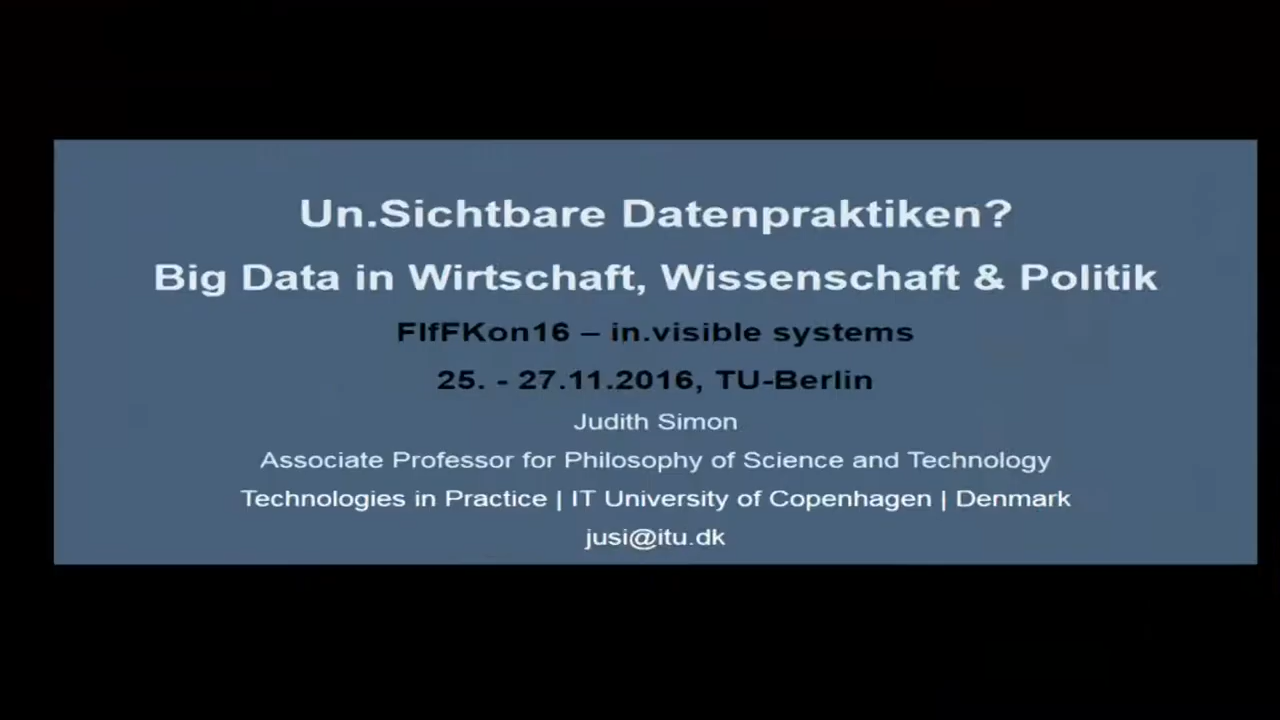 Un.Sichtbare Datenpraktiken?
Big Data in Wirtschaft, Wissenschaft & Politik
FIfFKon16 – in.visible systems
25. - 27.11.2016, TU-Berlin
Judith Simon
Associate Professor for Philosophy of Science and Technology
Technologies in Practice | IT University of Copenhagen | Denmark
jusi@itu.dk